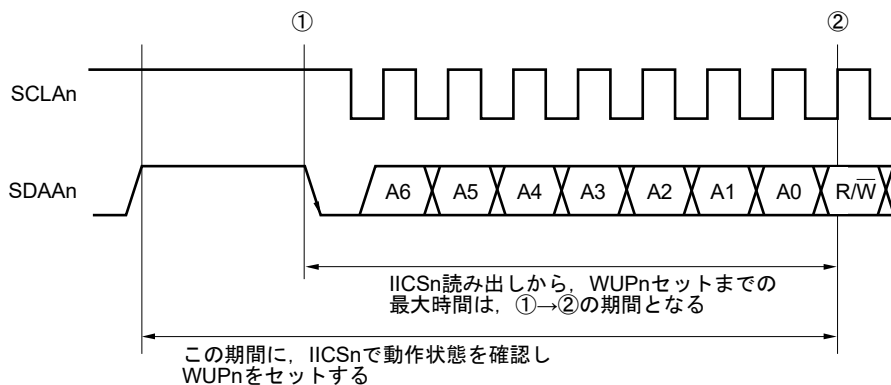 ① ②
SCLAn
SDAAn A6 A5 A4 A3 A2 A1 A0 R/W̅
IICSn読み出しから，WUPnセットまでの
最大時間は，①→②の期間となる
この期間に，IICSnで動作状態を確認し
WUPnをセットする